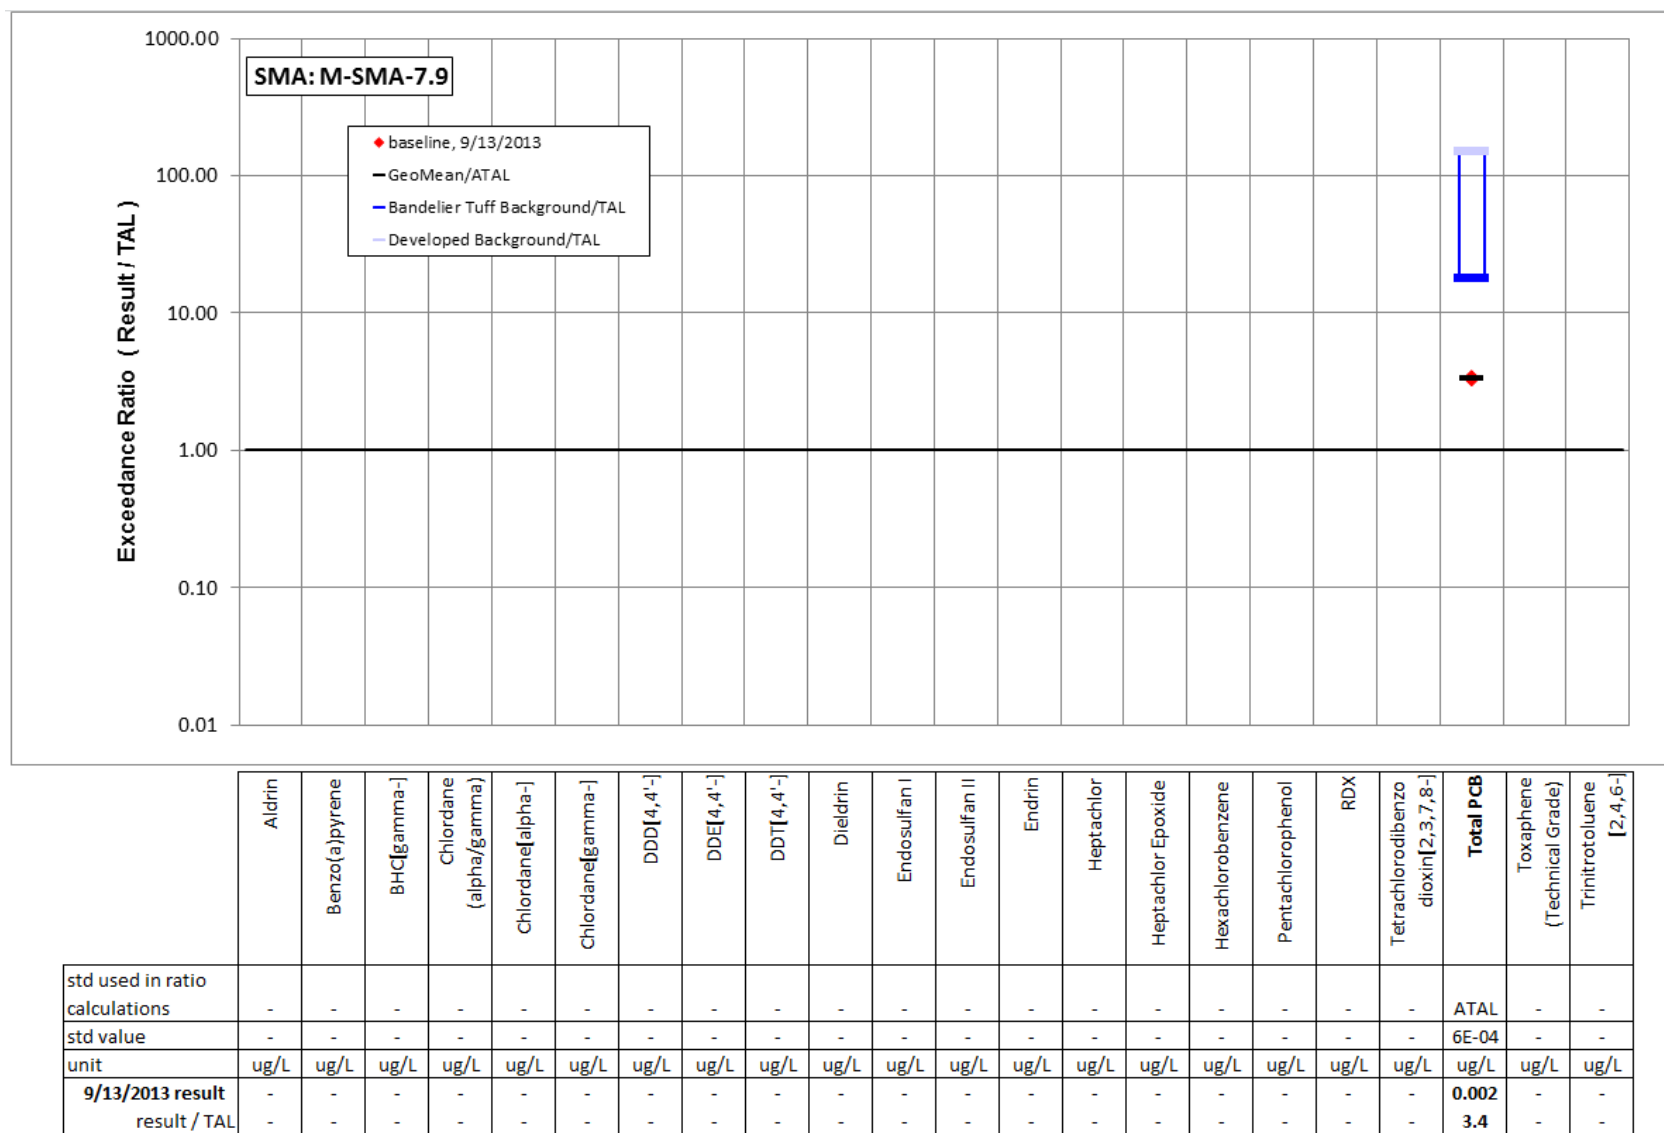 1000.00
SMA: M-SMA-7.9
baseline, 9/13/2013
GeoMean/ATAL
Bandelier Tuff Background/TAL
Developed Background/TAL
100.00
10.00
1.00
0.10
0.01
Exceedance Ratio ( Result / TAL )
Aldrin
Benzo(a)pyrene
BHC[gamma-]
Chlordane
(alpha/gamma)
Chlordane[alpha-]
Chlordane[gamma-]
DDD[4,4'-]
DDE[4,4'-]
DDT[4,4'-]
Dieldrin
Endosulfan I
Endosulfan II
Endrin
Heptachlor
Heptachlor Epoxide
Hexachlorobenzene
Pentachlorophenol
RDX
Tetrachlorodibenzo
dioxin[2,3,7,8-]
Total PCB
Toxaphene
(Technical Grade)
Trinitrotoluene
[2,4,6-]
std used in ratio
calculations - - - - - - - - - - - - - - - - - - - ATAL - -
std value - - - - - - - - - - - - - - - - - - - 6E-04 - -
unit ug/L ug/L ug/L ug/L ug/L ug/L ug/L ug/L ug/L ug/L ug/L ug/L ug/L ug/L ug/L ug/L ug/L ug/L ug/L ug/L ug/L ug/L
9/13/2013 result - - - - - - - - - - - - - - - - - - - 0.002 - -
result / TAL - - - - - - - - - - - - - - - - - - - 3.4 - -